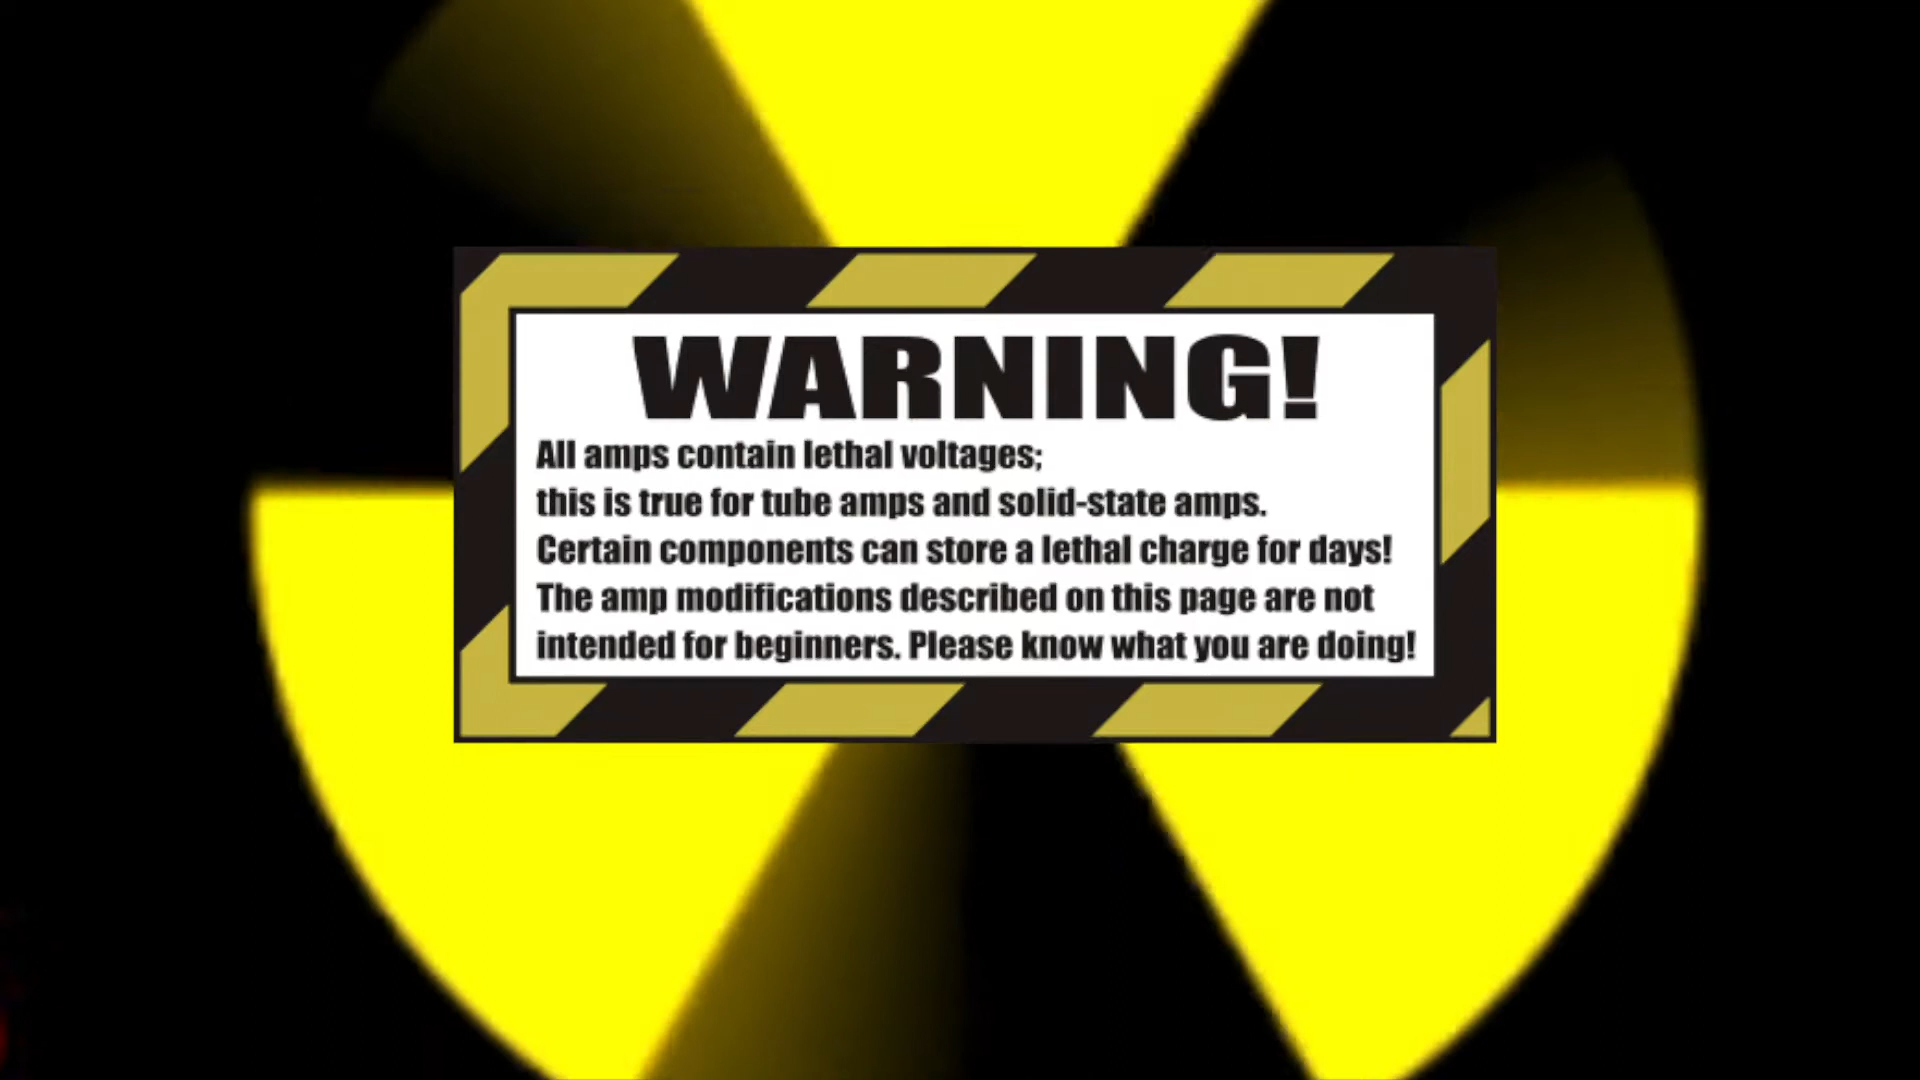 WARNING!
All amps contain lethal voltages;
this is true for tube amps and solid-state amps.
Certain components can store a lethal charge for days!
The amp modifications described on this page are not
intended for beginners. Please know what you are doing!